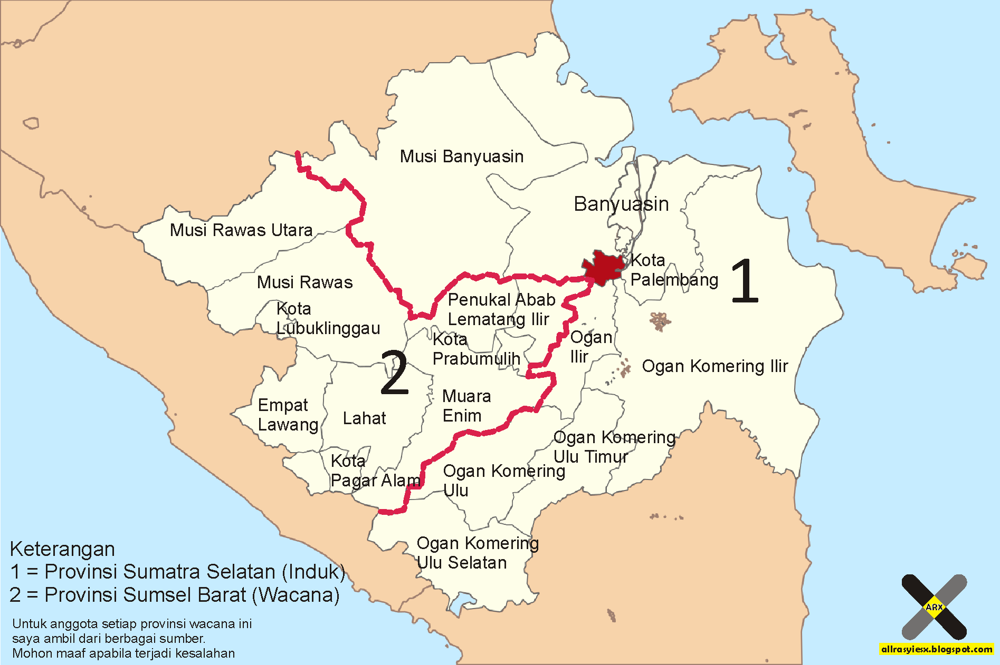 Musi Banyuasin
Banyuasin
Musi Rawas Utara
Kota
Palembang
1
Musi Rawas
Penukal Abab
Lematang Ilir
Kota
Lubuklinggau
Kota
Prabumulih
Ogan
Ilir
Ogan Komering Ilir
2
Muara
Enim
Empat
Lawang
Lahat
Ogan Komering
Ulu Timur
Kota
Pagar Alam
Ogan Komering
Ulu
Ogan Komering
Ulu Selatan
Keterangan
1 = Provinsi Sumatra Selatan (Induk)
2 = Provinsi Sumsel Barat (Wacana)
Untuk anggota setiap provinsi wacana ini
saya ambil dari berbagai sumber.
Mohon maaf apabila terjadi kesalahan
ARX
allrasyiesx.blogspot.com